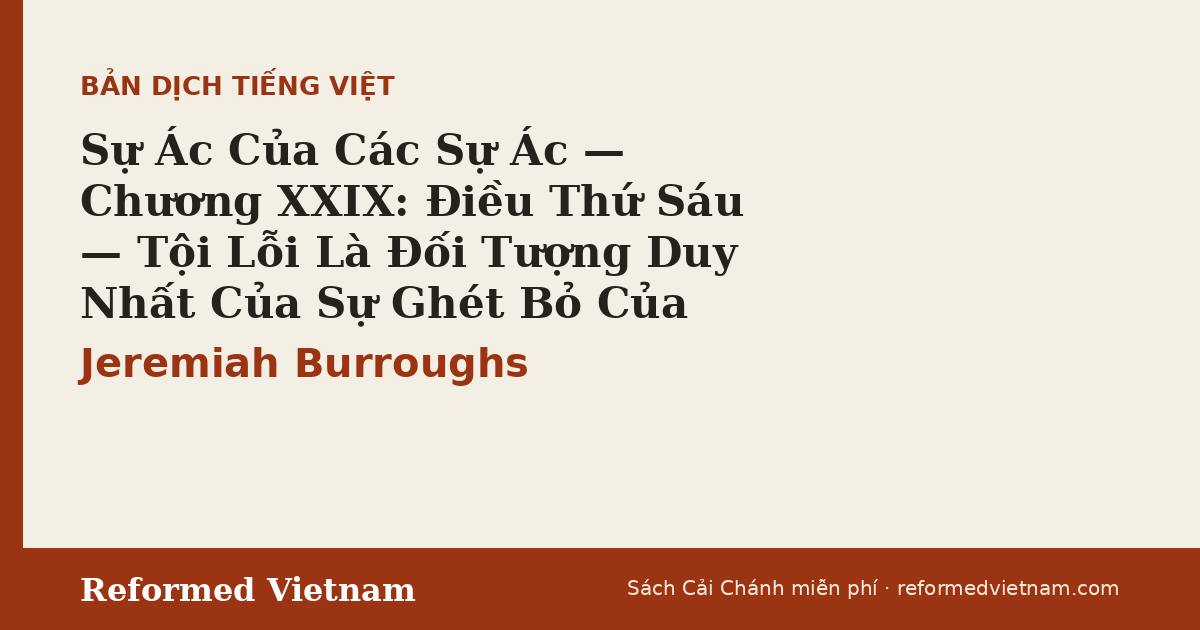 BẢN DỊCH TIẾNG VIỆT
Sự Ác Của Các Sự Ác —
Chương XXIX: Điều Thứ Sáu
— Tội Lỗi Là Đối Tượng Duy
Nhất Của Sự Ghét Bỏ Của
Jeremiah Burroughs
Reformed Vietnam
Sách Cải Chánh miễn phí · reformedvietnam.com